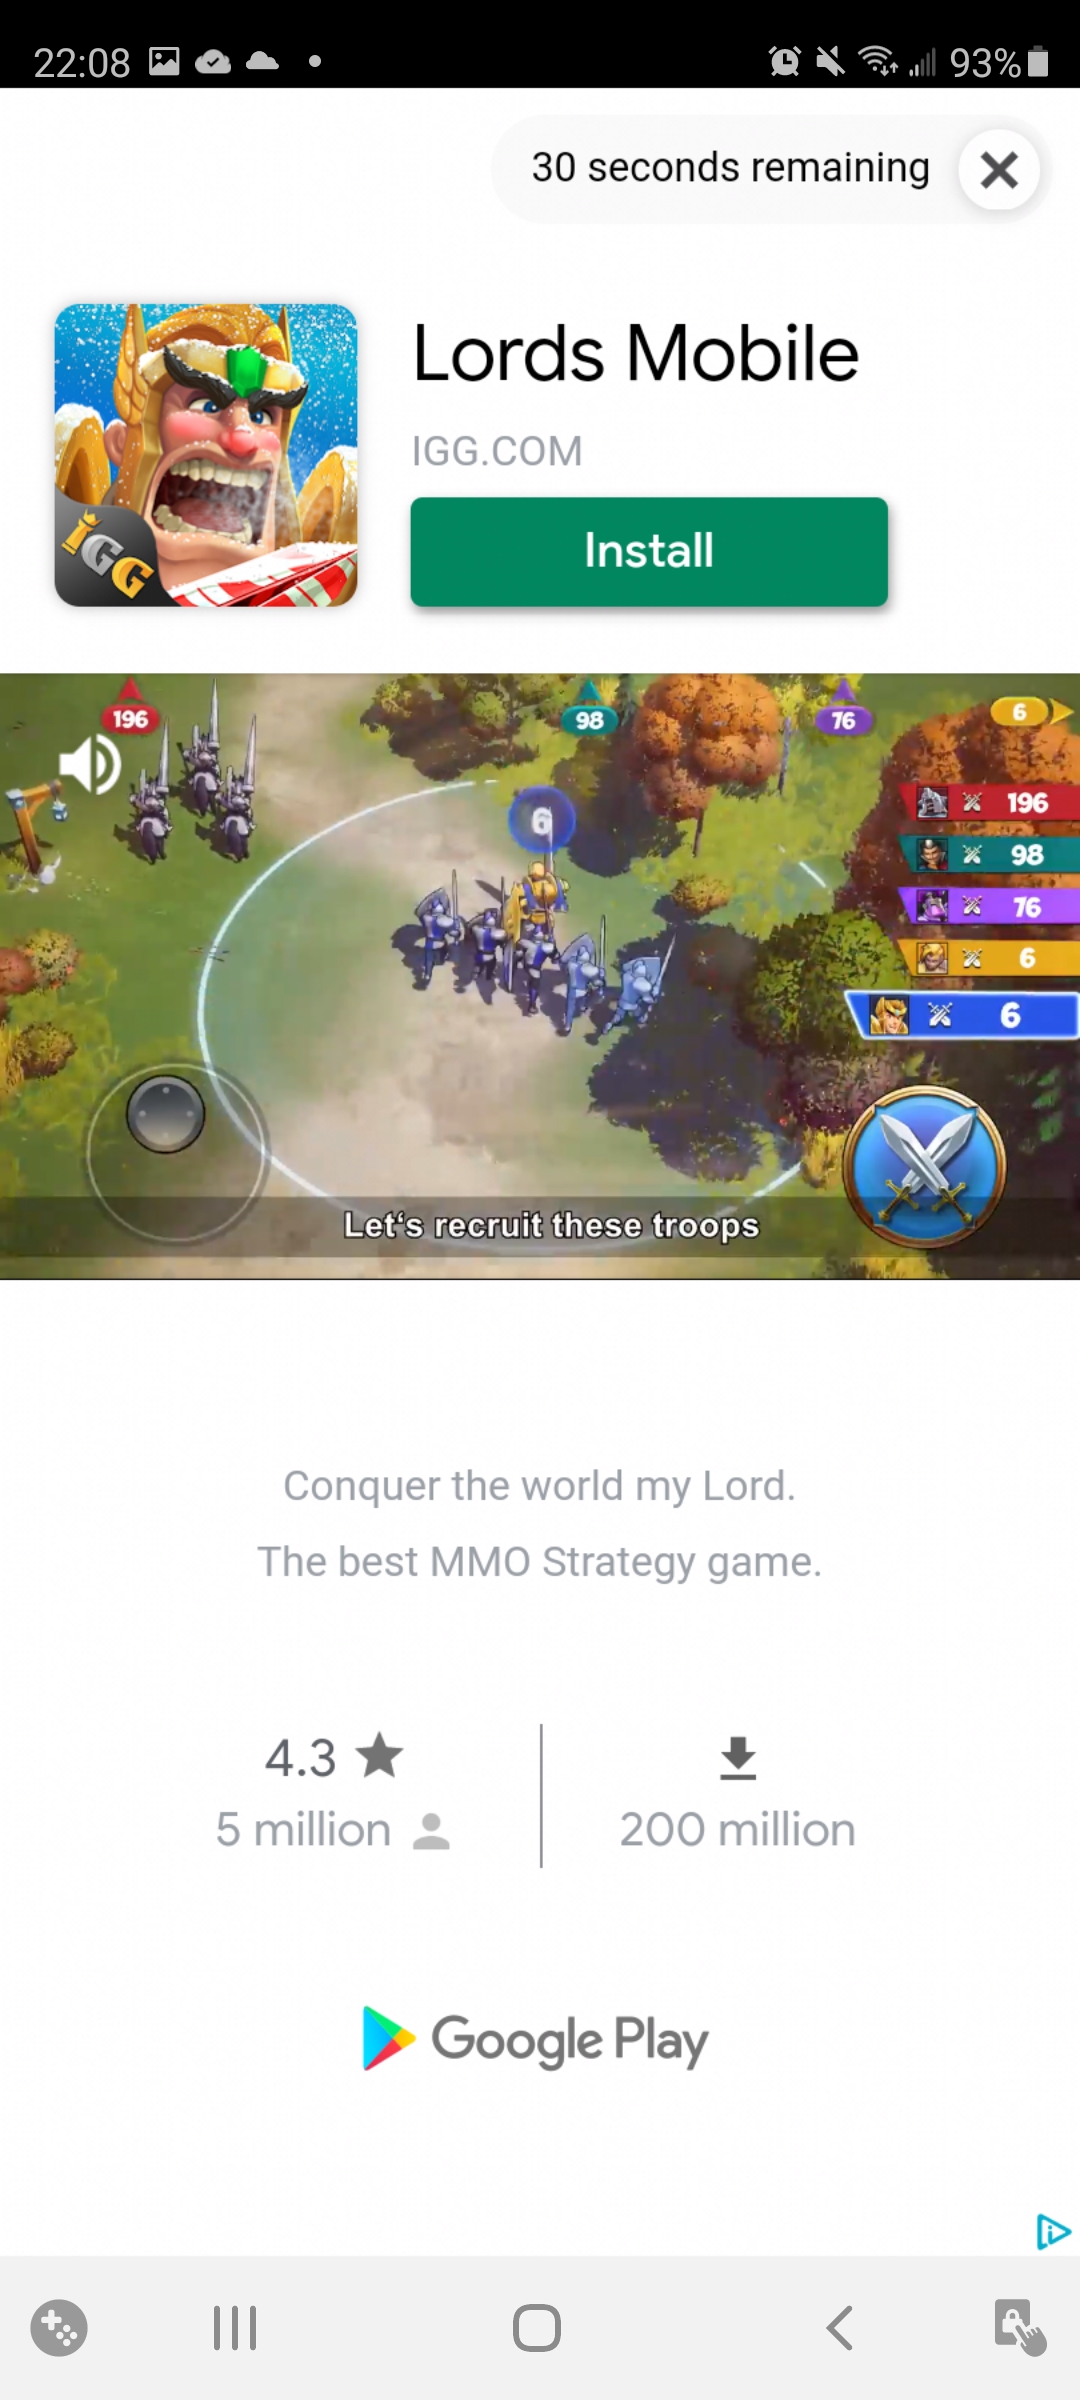 22:08
93%
30 seconds remaining
Lords Mobile
IGG.COM
Install
IGG
196
98
76
6
6
196
98
76
6
6
Let's recruit these troops
Conquer the world my Lord.
The best MMO Strategy game.
4.3
5 million
200 million
Google Play